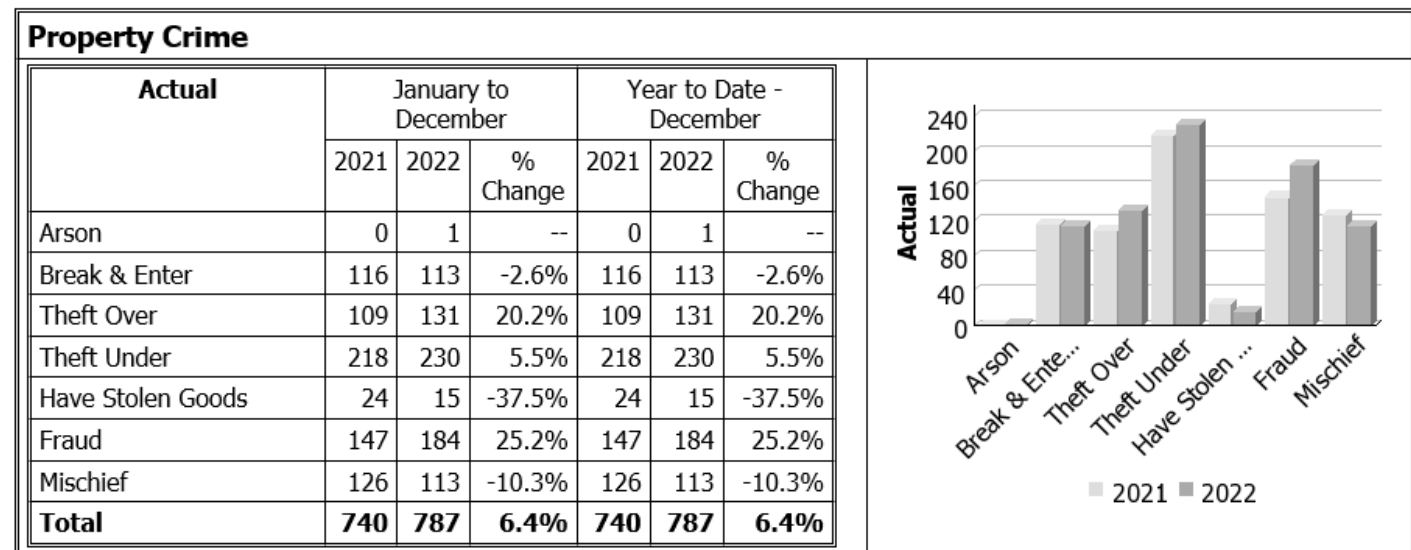 Property Crime
Actual January to December Year to Date - December
2021 2022 % Change 2021 2022 % Change
Arson 0 1 -- 0 1 --
Break & Enter 116 113 -2.6% 116 113 -2.6%
Theft Over 109 131 20.2% 109 131 20.2%
Theft Under 218 230 5.5% 218 230 5.5%
Have Stolen Goods 24 15 -37.5% 24 15 -37.5%
Fraud 147 184 25.2% 147 184 25.2%
Mischief 126 113 -10.3% 126 113 -10.3%
Total 740 787 6.4% 740 787 6.4%
Actual
240
200
160
120
80
40
0
Arson
Break & Ente...
Theft Over
Theft Under
Have Stolen ...
Fraud
Mischief
2021 2022